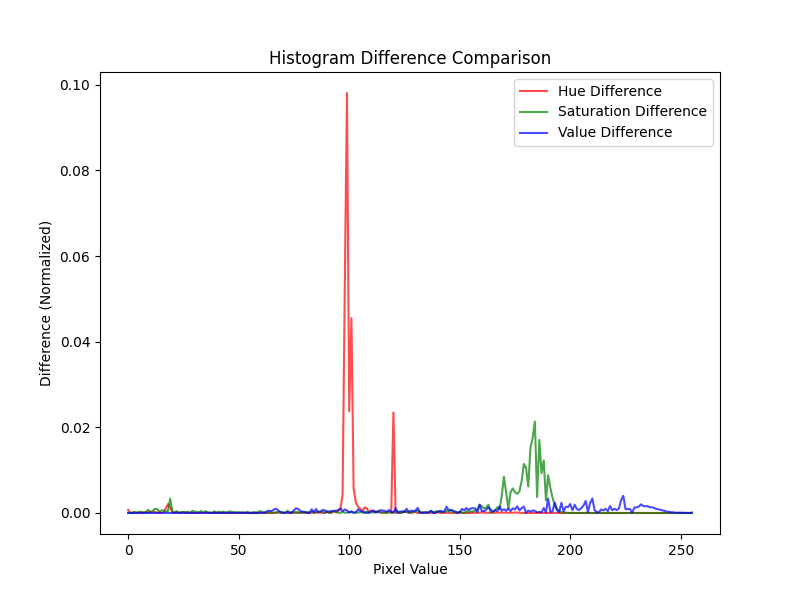 Histogram Difference Comparison
Hue Difference
Saturation Difference
Value Difference
Difference (Normalized)
0.10
0.08
0.06
0.04
0.02
0.00
0 50 100 150 200 250
Pixel Value